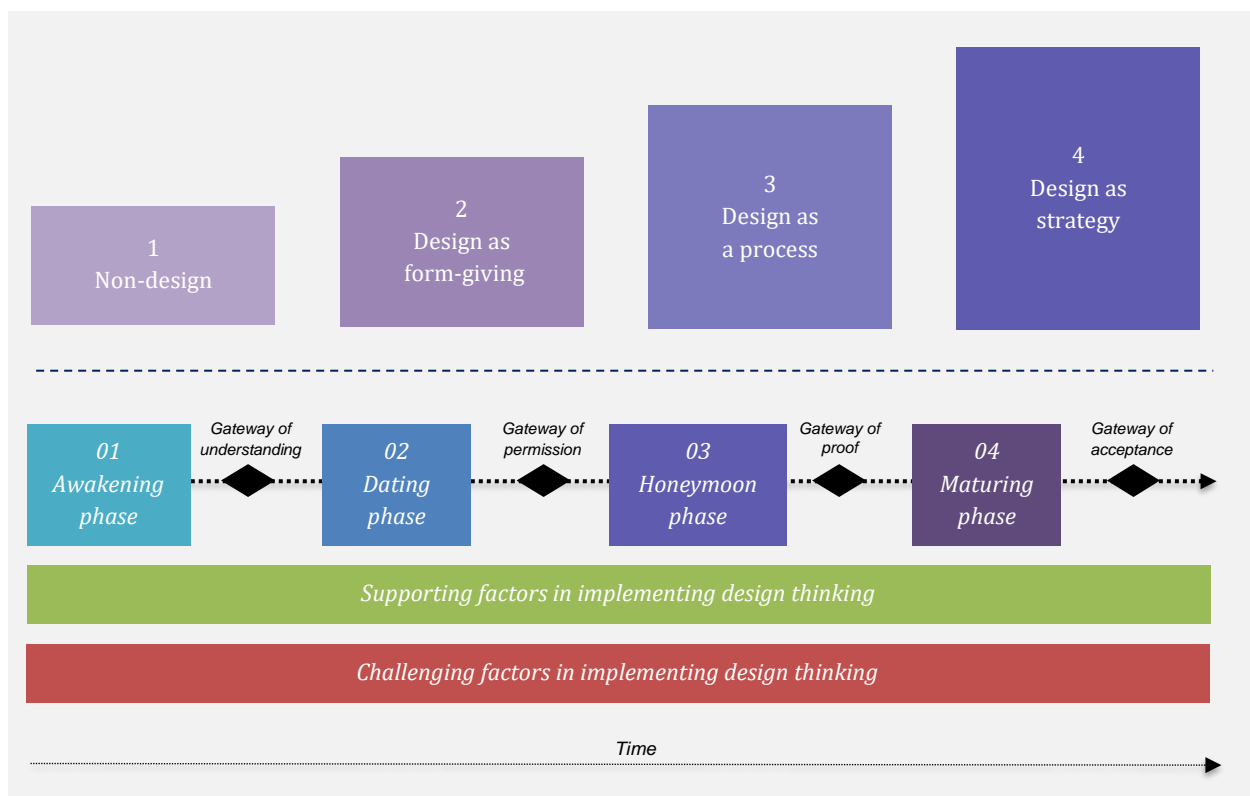 1
Non-design
2
Design as
form-giving
3
Design as
a process
4
Design as
strategy
01
Awakening
phase
Gateway of
understanding
02
Dating
phase
Gateway of
permission
03
Honeymoon
phase
Gateway of
proof
04
Maturing
phase
Gateway of
acceptance
Supporting factors in implementing design thinking
Challenging factors in implementing design thinking
Time